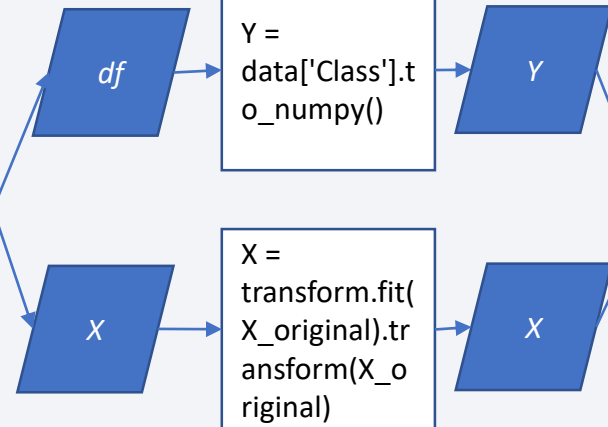 df
Y =
data['Class'].t
o_numpy()
Y
X
X =
transform.fit(
X_original).tr
ansform(X_o
riginal)
X